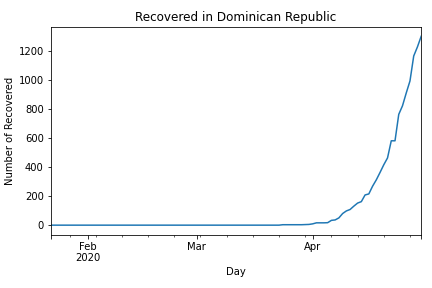 Recovered in Dominican Republic
Number of Recovered
1200
1000
800
600
400
200
0
Feb
2020
Mar
Apr
Day